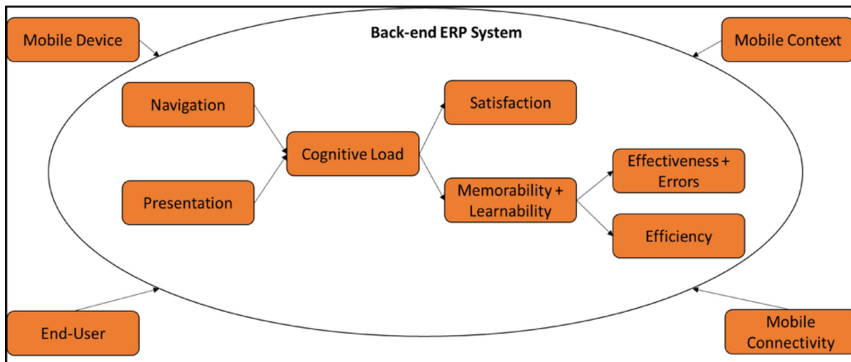 Back-end ERP System
Mobile Device
Mobile Context
Navigation
Satisfaction
Cognitive Load
Effectiveness +
Errors
Presentation
Memorability +
Learnability
Efficiency
End-User
Mobile
Connectivity